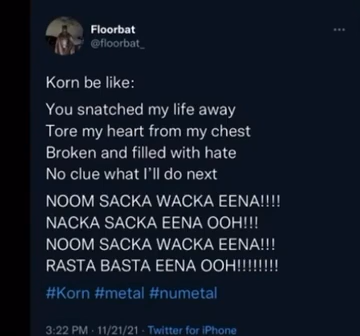 Floorbat
@floorbat_
Korn be like:
You snatched my life away
Tore my heart from my chest
Broken and filled with hate
No clue what I'll do next
NOOM SACKA WACKA EENA!!!!
NACKA SACKA EENA OOH!!!
NOOM SACKA WACKA EENA!!!
RASTA BASTA EENA OOH!!!!!!!!
#Korn #metal #numetal
3:22 PM · 11/21/21 · Twitter for iPhone